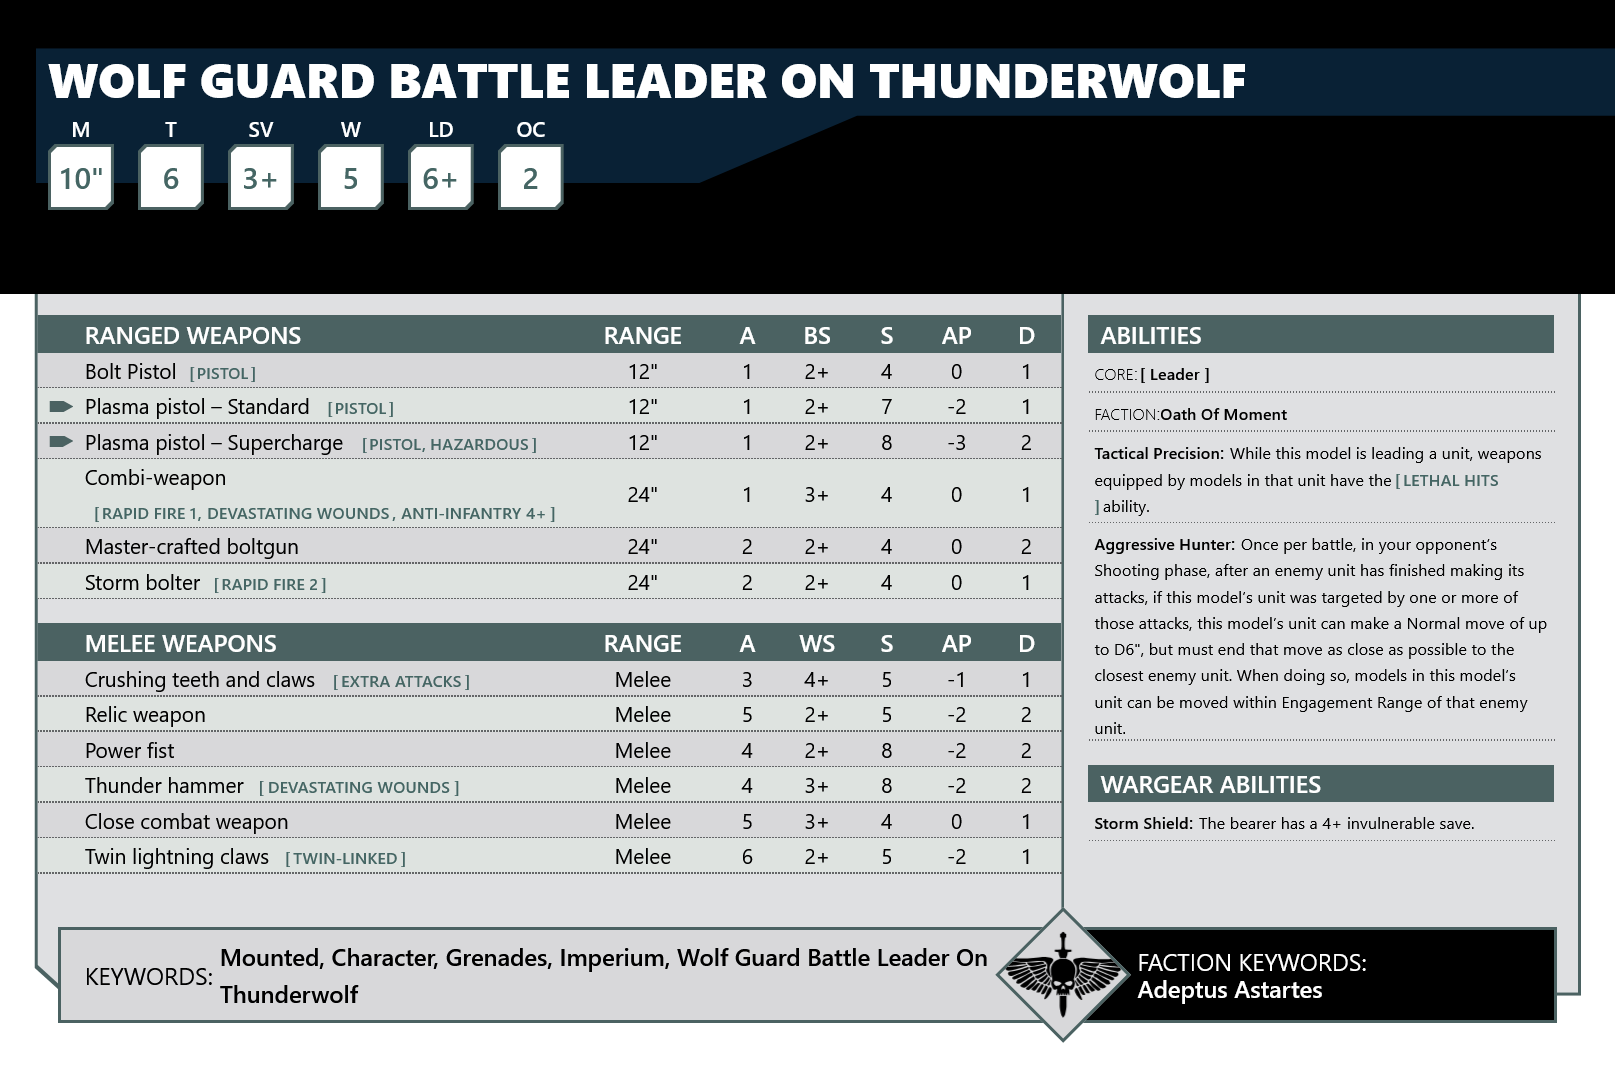 WOLF GUARD BATTLE LEADER ON THUNDERWOLF
M T SV W LD OC
10" 6 3+ 5 6+ 2
RANGED WEAPONS RANGE A BS S AP D
Bolt Pistol [PISTOL] 12" 1 2+ 4 0 1
Plasma pistol – Standard [PISTOL] 12" 1 2+ 7 -2 1
Plasma pistol – Supercharge [PISTOL, HAZARDOUS] 12" 1 2+ 8 -3 2
Combi-weapon
[RAPID FIRE 1, DEVASTATING WOUNDS, ANTI-INFANTRY 4+] 24" 1 3+ 4 0 1
Master-crafted boltgun 24" 2 2+ 4 0 2
Storm bolter [RAPID FIRE 2] 24" 2 2+ 4 0 1
MELEE WEAPONS RANGE A WS S AP D
Crushing teeth and claws [EXTRA ATTACKS] Melee 3 4+ 5 -1 1
Relic weapon Melee 5 2+ 5 -2 2
Power fist Melee 4 2+ 8 -2 2
Thunder hammer [DEVASTATING WOUNDS] Melee 4 3+ 8 -2 2
Close combat weapon Melee 5 3+ 4 0 1
Twin lightning claws [TWIN-LINKED] Melee 6 2+ 5 -2 1
ABILITIES
CORE: [ Leader ]
FACTION:Oath Of Moment
Tactical Precision: While this model is leading a unit, weapons
equipped by models in that unit have the [LETHAL HITS
] ability.
Aggressive Hunter: Once per battle, in your opponent's
Shooting phase, after an enemy unit has finished making its
attacks, if this model's unit was targeted by one or more of
those attacks, this model's unit can make a Normal move of up
to D6", but must end that move as close as possible to the
closest enemy unit. When doing so, models in this model's
unit can be moved within Engagement Range of that enemy
unit.
WARGEAR ABILITIES
Storm Shield: The bearer has a 4+ invulnerable save.
KEYWORDS: Mounted, Character, Grenades, Imperium, Wolf Guard Battle Leader On
Thunderwolf
FACTION KEYWORDS:
Adeptus Astartes